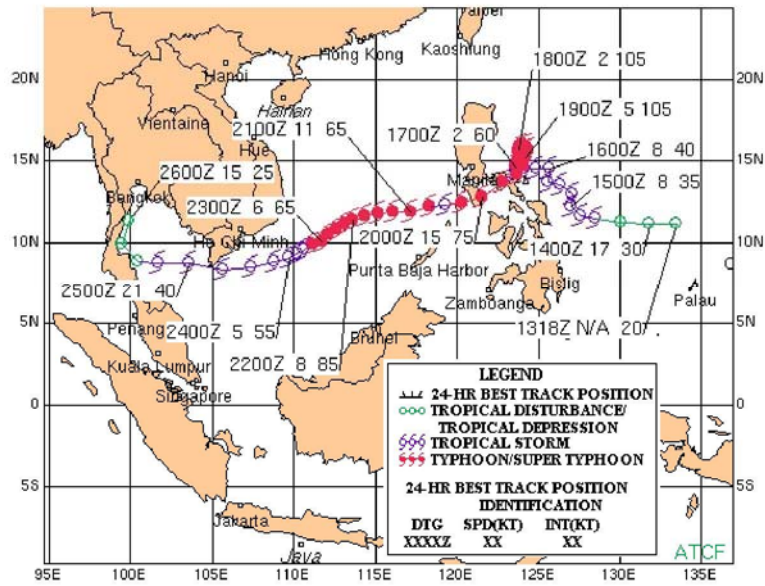 Taipei
Hong Kong
Kaoshiung
20N
20N
Hanoi
1800Z 2 105
Hainan
Vientaine
1900Z 5 105
2100Z 11 65
1700Z 2 60
Hue
1600Z 8 40
15N
15N
2600Z 15 25
Manila
1500Z 8 35
Bangkok
2300Z 6 65
Ho Chi Minh
2000Z 15 75
1400Z 17 30
10N
10N
Punta Baja Harbor
Bislig
2500Z 21 40
Zamboanga
Palau
Penang
5N
5N
2400Z 5 55
Brunei
1318Z N/A 20
Kuala Lumpur
2200Z 8 85
Singapore
0
0
LEGEND
24-HR BEST TRACK POSITION
TROPICAL DISTURBANCE/
TROPICAL DEPRESSION
TROPICAL STORM
TYPHOON/SUPER TYPHOON
24-HR BEST TRACK POSITION
IDENTIFICATION
DTG SPD(KT) INT(KT)
XXXXZ XX XX
5S
5S
Jakarta
Java
ATCF
95E 100E 105E 110E 115E 120E 125E 130E 135E